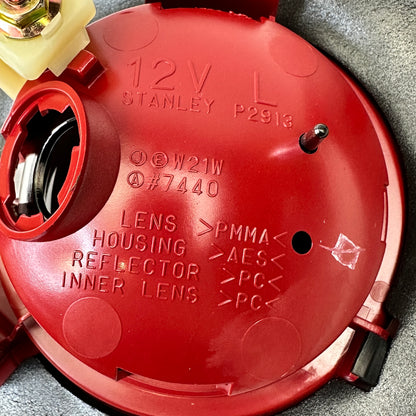 12V L
STANLEY P2913
Ⓙ Ⓔ W21W
Ⓐ #7440
LENS >PMMA<
HOUSING >AES<
REFLECTOR >PC<
INNER LENS >PC<